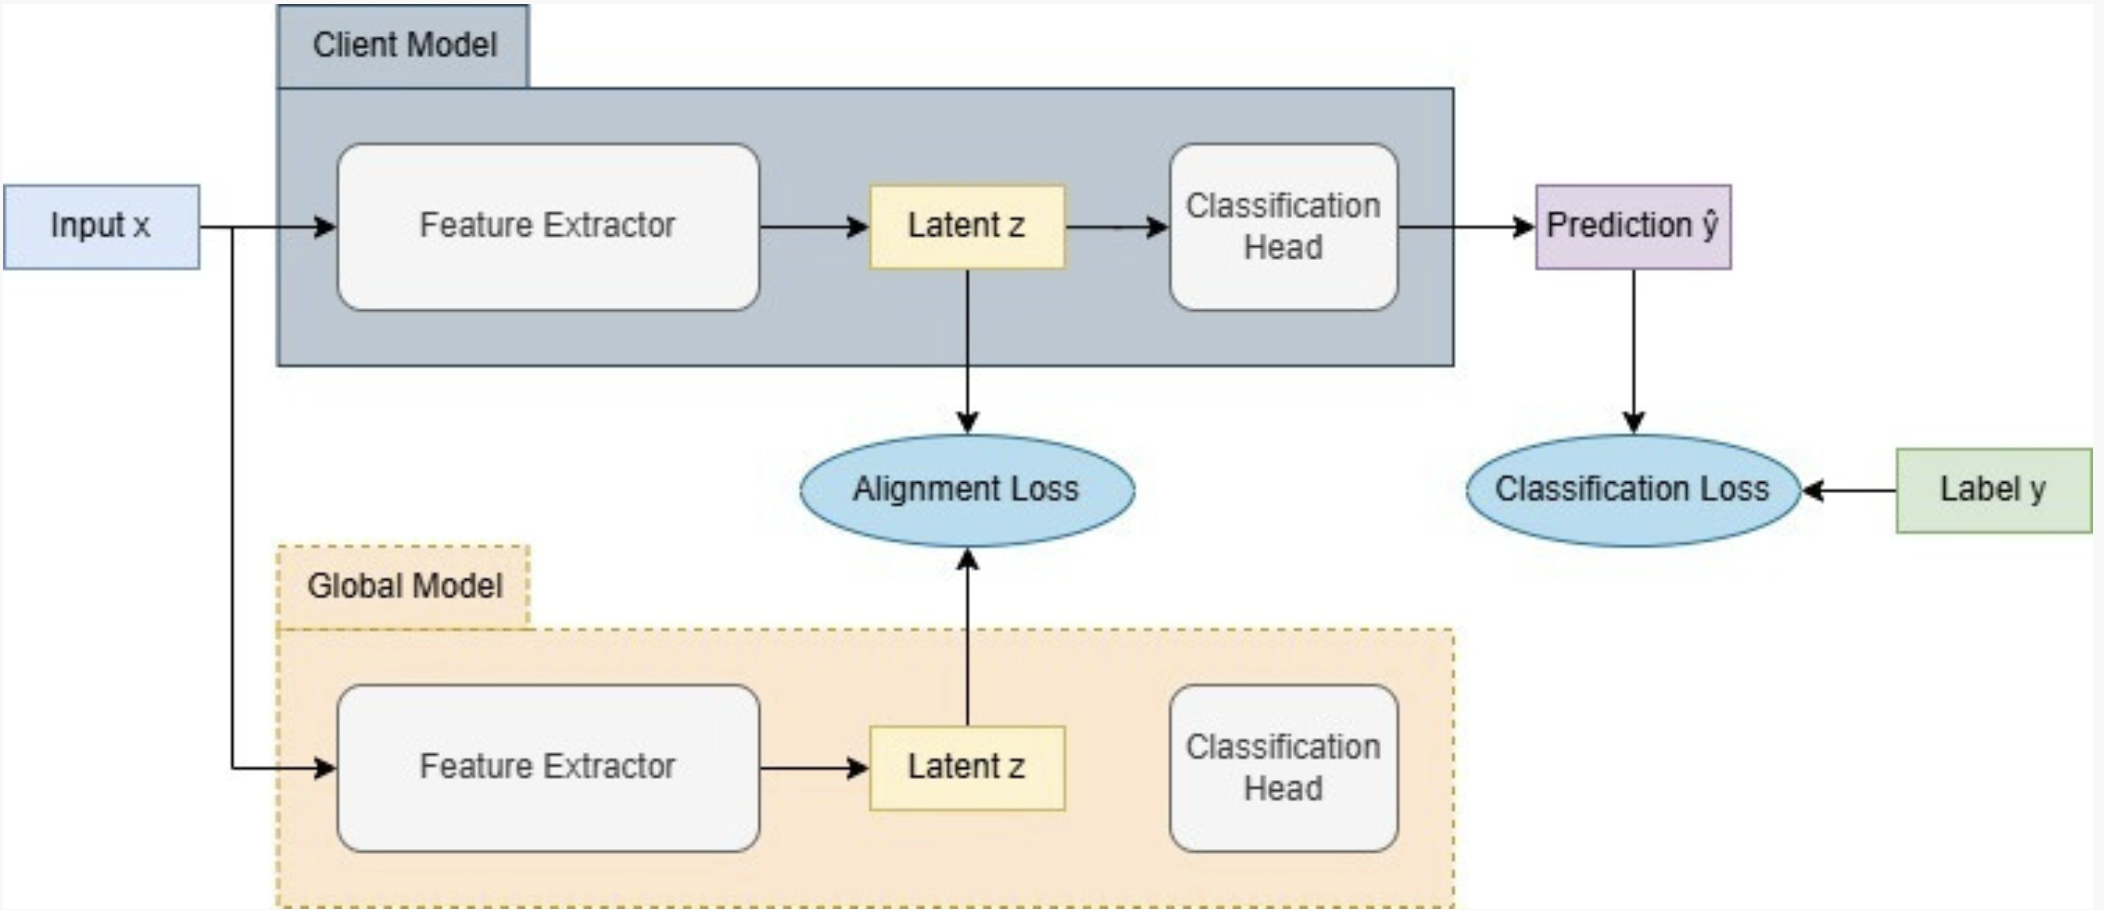 Client Model
Input x
Feature Extractor
Latent z
Classification
Head
Prediction ŷ
Alignment Loss
Classification Loss
Label y
Global Model
Feature Extractor
Latent z
Classification
Head